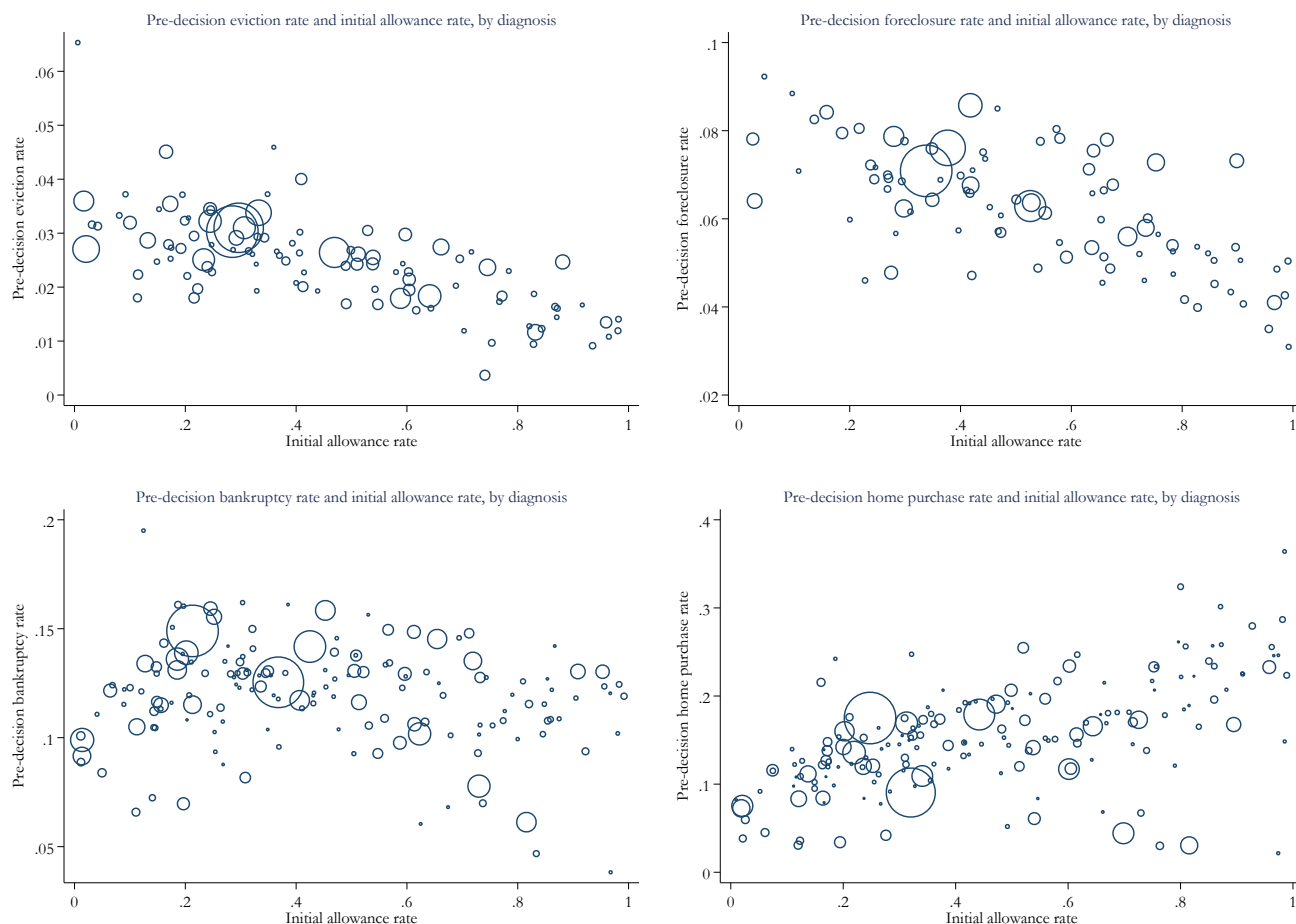 Pre-decision eviction rate and initial allowance rate, by diagnosis
Pre-decision eviction rate
.06
.05
.04
.03
.02
.01
0
0 .2 .4 .6 .8 1
Initial allowance rate
Pre-decision foreclosure rate and initial allowance rate, by diagnosis
Pre-decision foreclosure rate
.1
.08
.06
.04
.02
0 .2 .4 .6 .8 1
Initial allowance rate
Pre-decision bankruptcy rate and initial allowance rate, by diagnosis
Pre-decision bankruptcy rate
.2
.15
.1
.05
0 .2 .4 .6 .8 1
Initial allowance rate
Pre-decision home purchase rate and initial allowance rate, by diagnosis
Pre-decision home purchase rate
.4
.3
.2
.1
0
0 .2 .4 .6 .8 1
Initial allowance rate